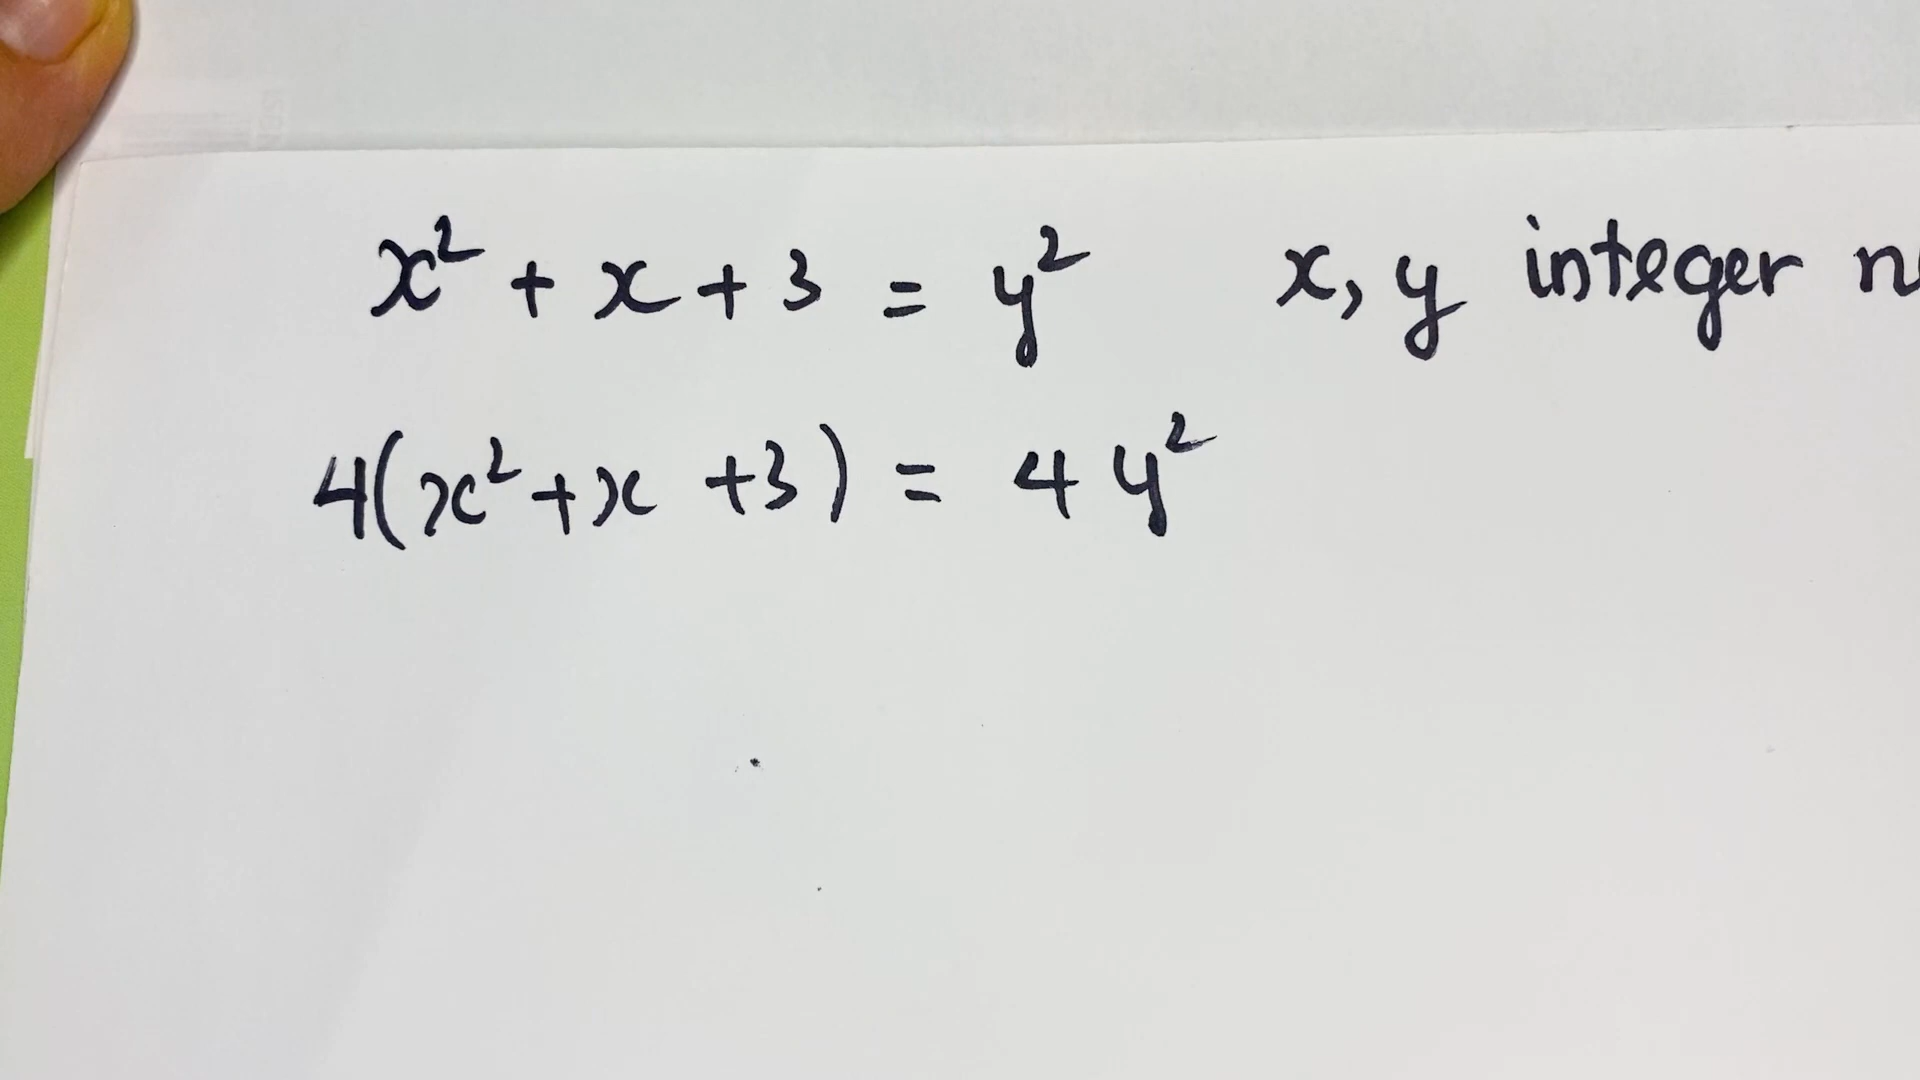 x² + x + 3 = y² x, y integer
4(x² + x + 3) = 4y²